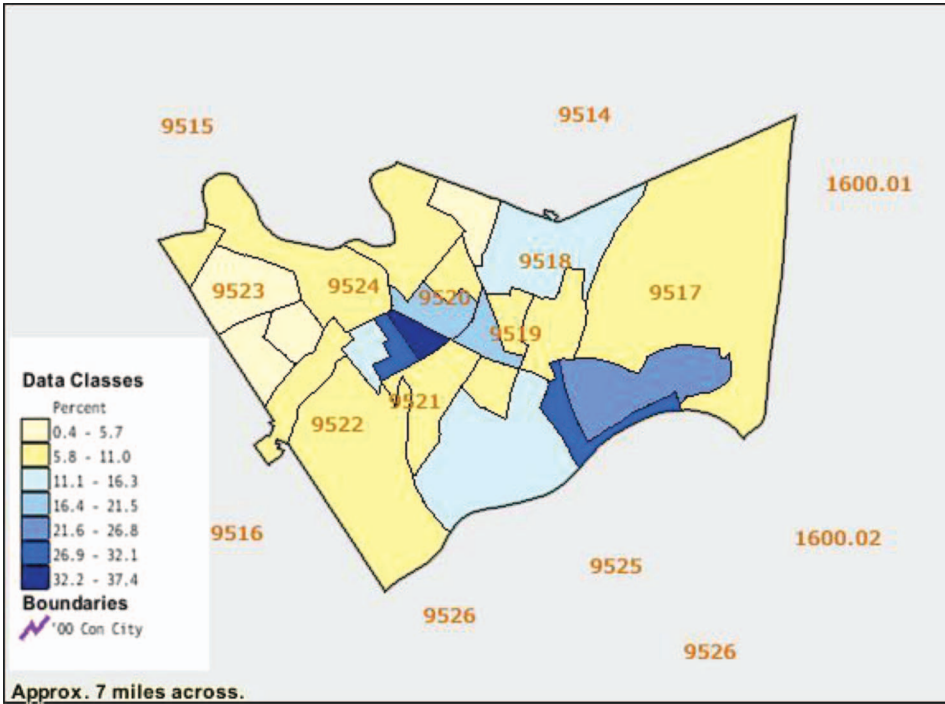 9514
9515
1600.01
9518
9523
9524
9520
9517
9519
Data Classes
Percent
0.4 - 5.7
5.8 - 11.0
11.1 - 16.3
16.4 - 21.5
21.6 - 26.8
26.9 - 32.1
32.2 - 37.4
Boundaries
'00 Con City
9521
9522
9516
1600.02
9525
9526
9526
Approx. 7 miles across.